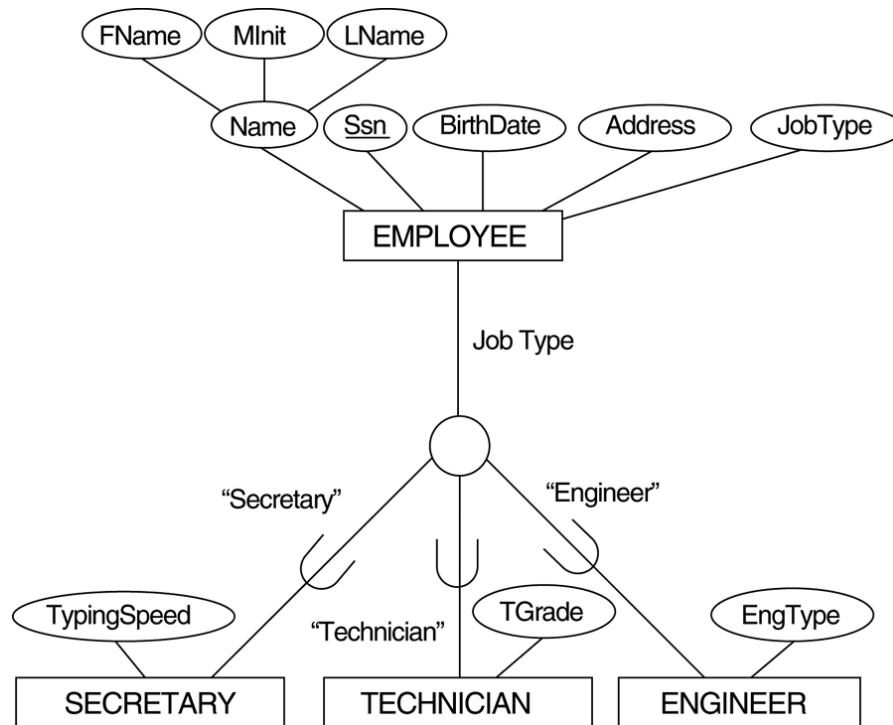 FName
MInit
LName
Name
Ssn
BirthDate
Address
JobType
EMPLOYEE
Job Type
“Secretary”
“Engineer”
“Technician”
TypingSpeed
TGrade
EngType
SECRETARY
TECHNICIAN
ENGINEER